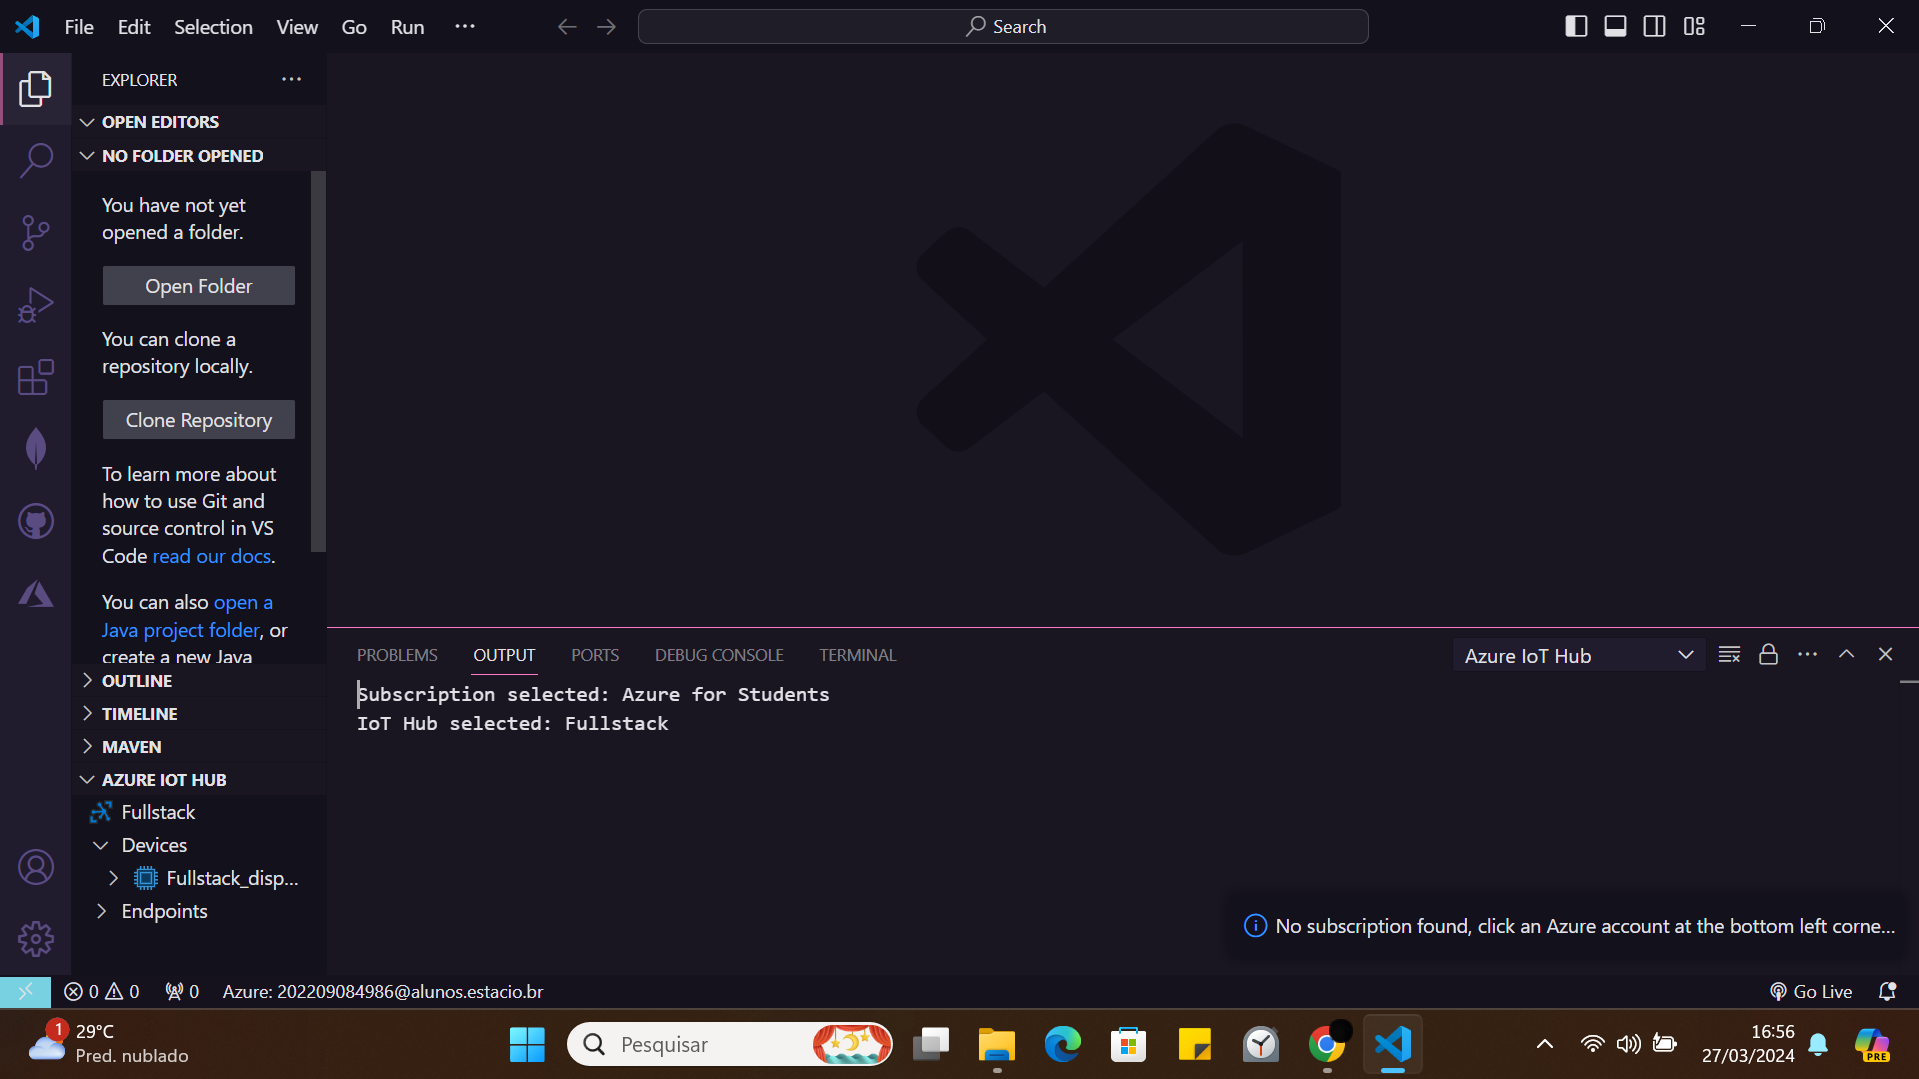 File Edit Selection View Go Run ···
Search
EXPLORER
OPEN EDITORS
NO FOLDER OPENED
You have not yet
opened a folder.
Open Folder
You can clone a
repository locally.
Clone Repository
To learn more about
how to use Git and
source control in VS
Code read our docs.
You can also open a
Java project folder, or
create a new Java
OUTLINE
TIMELINE
MAVEN
AZURE IOT HUB
Fullstack
Devices
Fullstack_disp...
Endpoints
PROBLEMS OUTPUT PORTS DEBUG CONSOLE TERMINAL
Azure IoT Hub
Subscription selected: Azure for Students
IoT Hub selected: Fullstack
No subscription found, click an Azure account at the bottom left corne...
0 0 0 Azure: 202209084986@alunos.estacio.br
Go Live
1
29°C
Pred. nublado
Pesquisar
16:56
27/03/2024
PRE